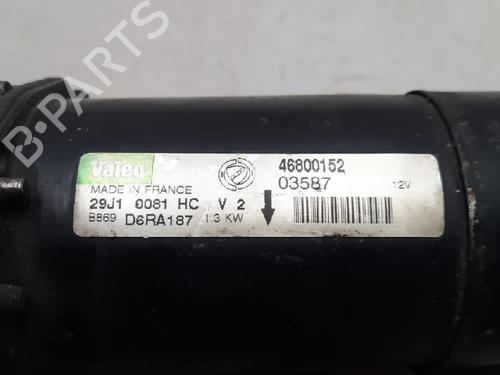 B-PARTS
Valeo
46800152
MADE IN FRANCE
03587
12V
29J1 0081 HC V 2
B869 D6RA187 1.3 KW